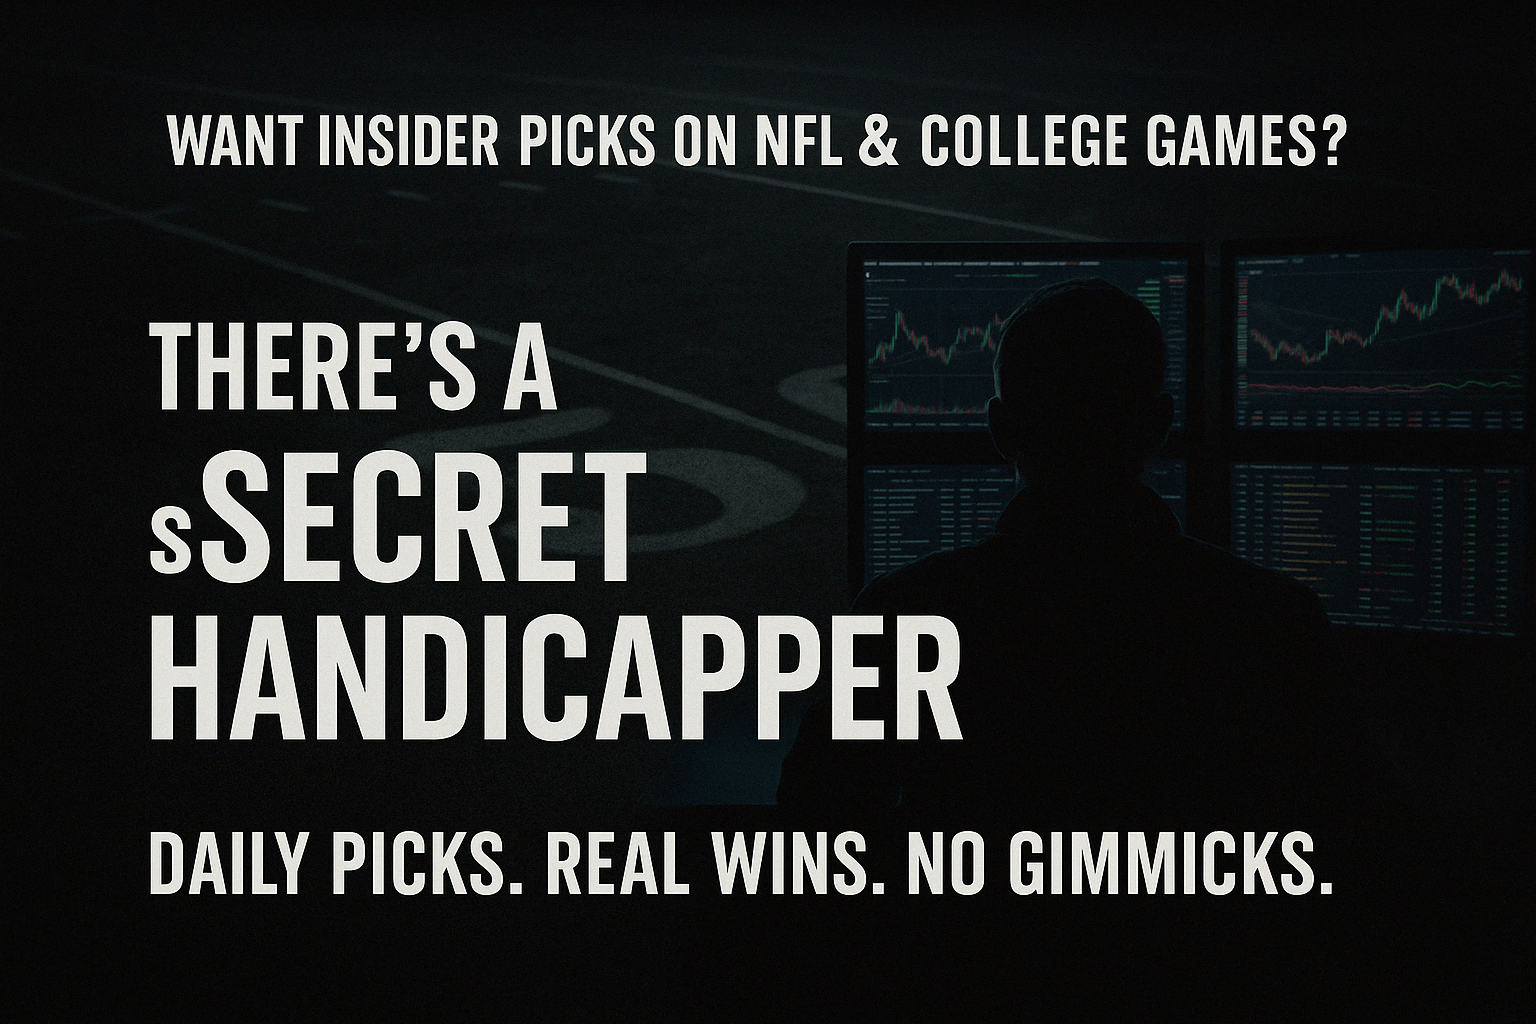 WANT INSIDER PICKS ON NFL & COLLEGE GAMES?
THERE'S A
sSECRET
HANDICAPPER
DAILY PICKS. REAL WINS. NO GIMMICKS.